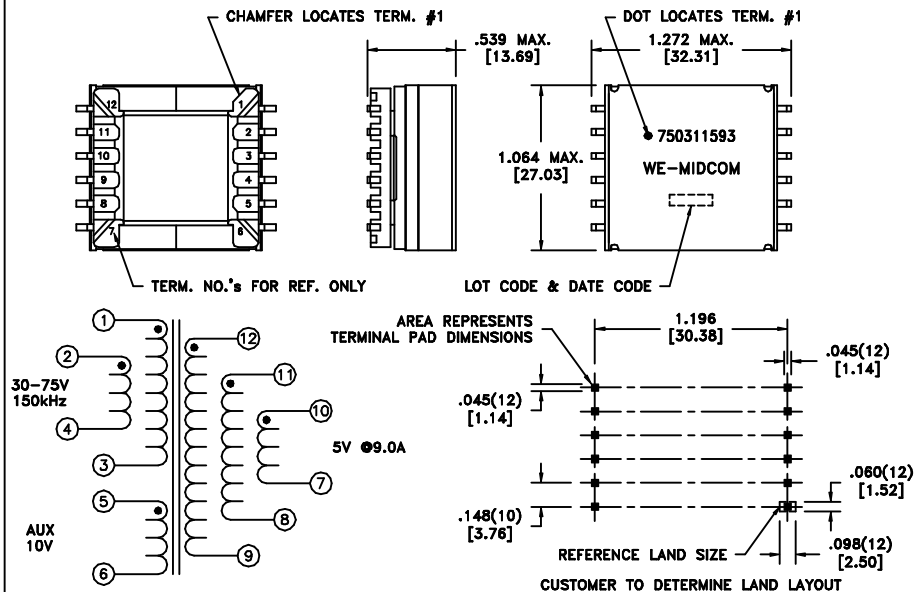 CHAMFER LOCATES TERM. #1
12
1
11
2
10
3
9
4
8
5
7
6
TERM. NO.'s FOR REF. ONLY
.539 MAX.
[13.69]
DOT LOCATES TERM. #1
1.272 MAX.
[32.31]
1.064 MAX.
[27.03]
750311593
WE-MIDCOM
LOT CODE & DATE CODE
1
2
30-75V
150kHz
4
3
5
AUX
10V
6
12
11
10
5V @9.0A
7
8
9
AREA REPRESENTS
TERMINAL PAD DIMENSIONS
1.196
[30.38]
.045(12)
[1.14]
.045(12)
[1.14]
.060(12)
[1.52]
.148(10)
[3.76]
.098(12)
[2.50]
REFERENCE LAND SIZE
CUSTOMER TO DETERMINE LAND LAYOUT